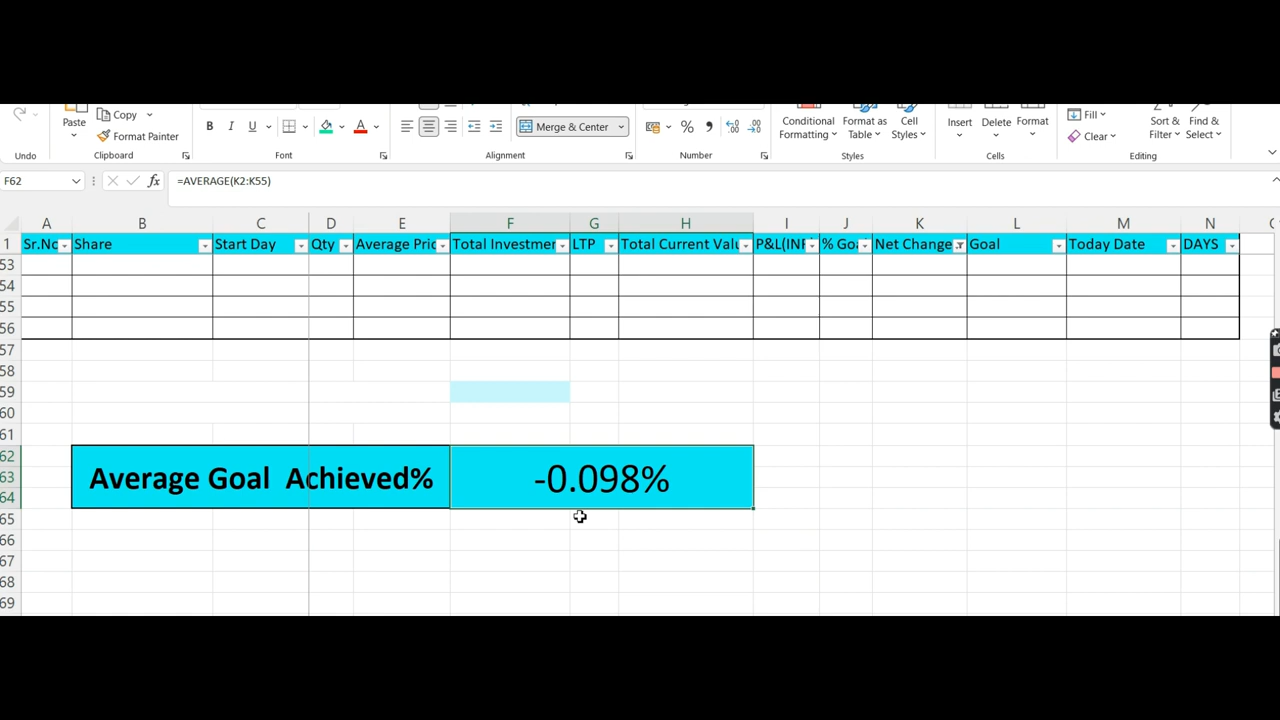 Copy
Paste
Format Painter
B I U A
Merge & Center
% 9
Conditional Formatting
Format as Table
Cell Styles
Insert
Delete
Format
Fill
Clear
Sort & Filter
Find & Select
Undo
Clipboard
Font
Alignment
Number
Styles
Cells
Editing
F62
fx
=AVERAGE(K2:K55)
A B C D E F G H I J K L M N
1 Sr.No Share Start Day Qty Average Pric Total Investmer LTP Total Current Valu P&L(INF % Goa Net Change Goal Today Date DAYS
53
54
55
56
57
58
59
60
61
62
63
64
Average Goal Achieved%
-0.098%
65
66
67
68
69